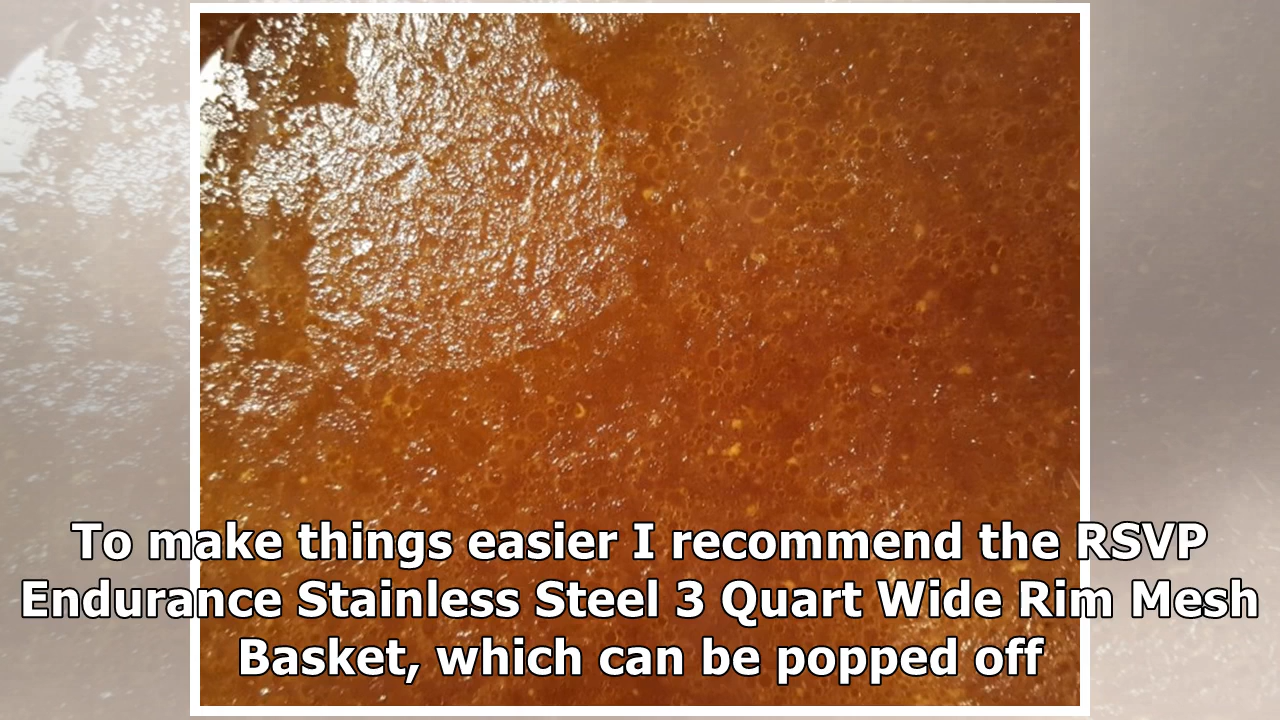 To make things easier I recommend the RSVP
Endurance Stainless Steel 3 Quart Wide Rim Mesh
Basket, which can be popped off